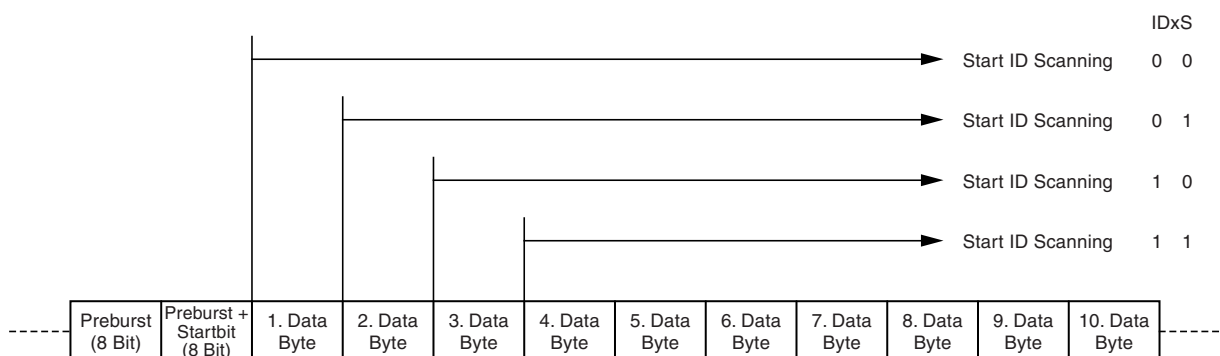 IDxS
Start ID Scanning 0 0
Start ID Scanning 0 1
Start ID Scanning 1 0
Start ID Scanning 1 1
Preburst
(8 Bit)
Preburst +
Startbit
(8 Bit)
1. Data
Byte
2. Data
Byte
3. Data
Byte
4. Data
Byte
5. Data
Byte
6. Data
Byte
7. Data
Byte
8. Data
Byte
9. Data
Byte
10. Data
Byte